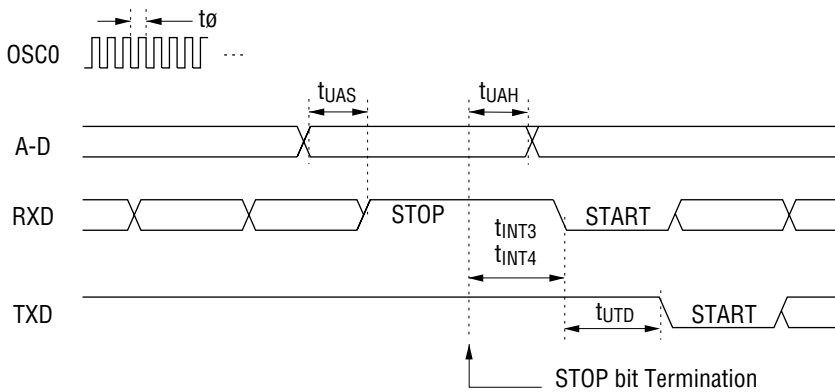 tø
OSC0
...
tUAS
tUAH
A-D
RXD
STOP
START
tINT3
tINT4
TXD
tUTD
START
STOP bit Termination